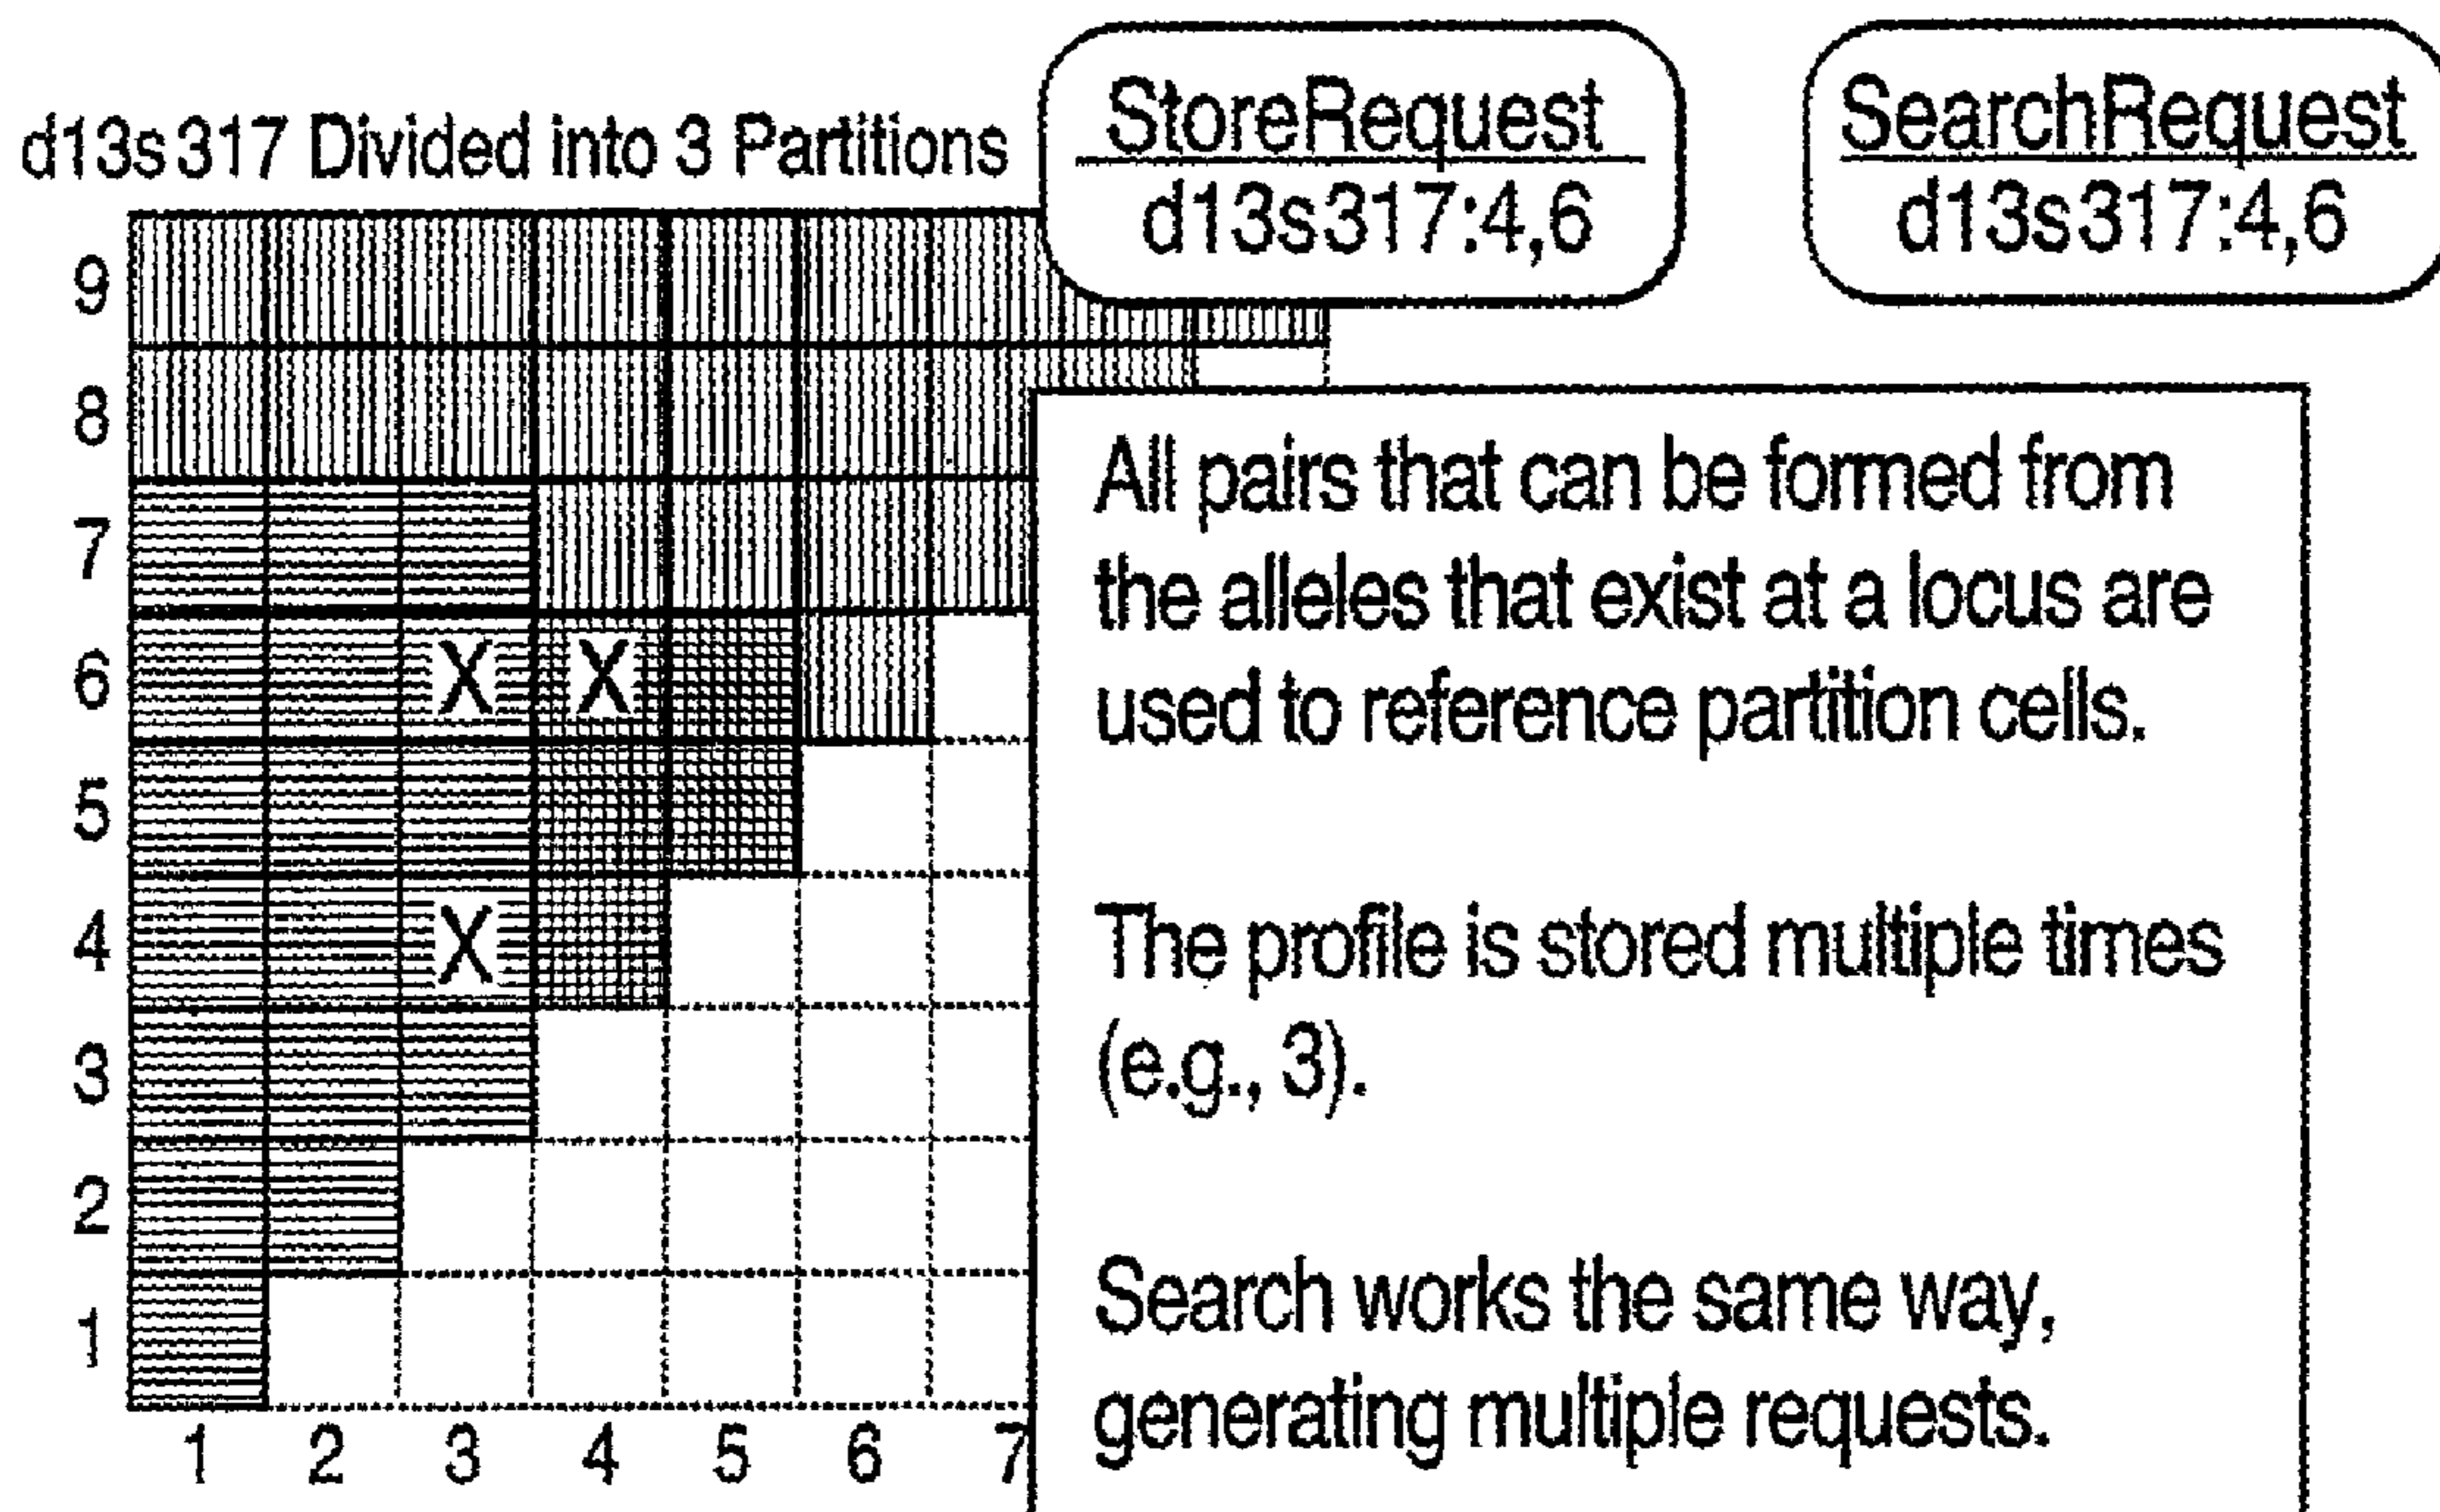 d13s317 Divided into 3 Partitions
StoreRequest
d13s317:4,6
SearchRequest
d13s317:4,6
9
8
7
6
5
4
3
2
1
X X
X
1 2 3 4 5 6 7
All pairs that can be formed from
the alleles that exist at a locus are
used to reference partition cells.
The profile is stored multiple times
(e.g., 3).
Search works the same way,
generating multiple requests.